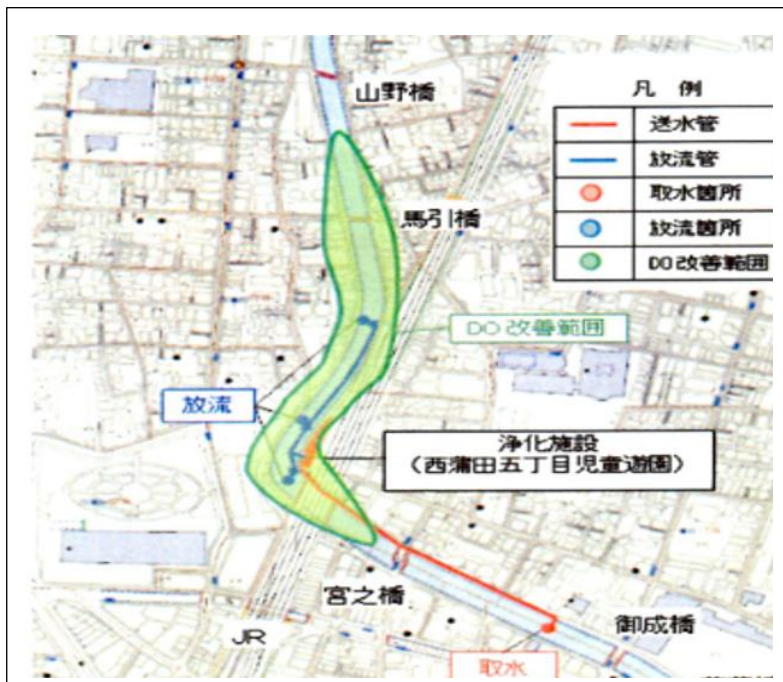 山野橋
凡 例
送水管
放流管
取水箇所
放流箇所
DO改善範囲
馬引橋
DO改善範囲
放流
浄化施設
(西蒲田五丁目児童遊園)
宮之橋
御成橋
JR
取水